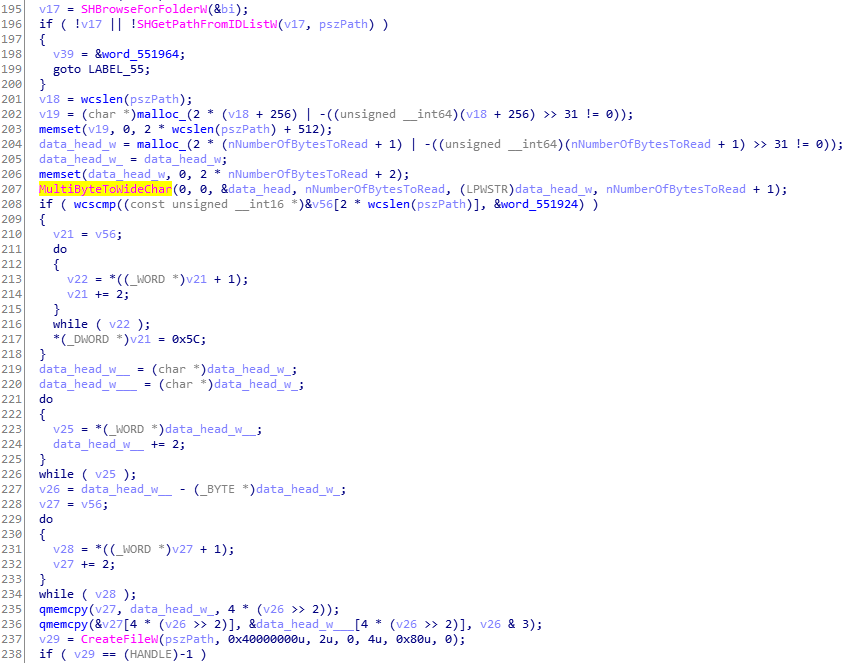 195 v17 = SHBrowseForFolderW(&bi);
196 if ( !v17 || !SHGetPathFromIDListW(v17, pszPath) )
197 {
198 v39 = &word_551964;
199 goto LABEL_55;
200 }
201 v18 = wcslen(pszPath);
202 v19 = (char *)malloc_(2 * (v18 + 256) | -((unsigned __int64)(v18 + 256) >> 31 != 0));
203 memset(v19, 0, 2 * wcslen(pszPath) + 512);
204 data_head_w = malloc_(2 * (nNumberOfBytesToRead + 1) | -((unsigned __int64)(nNumberOfBytesToRead + 1) >> 31 != 0));
205 data_head_w_ = data_head_w;
206 memset(data_head_w, 0, 2 * nNumberOfBytesToRead + 2);
207 MultiByteToWideChar(0, 0, &data_head, nNumberOfBytesToRead, (LPWSTR)data_head_w, nNumberOfBytesToRead + 1);
208 if ( wcscmp((const unsigned __int16 *)&v56[2 * wcslen(pszPath)], &word_551924) )
209 {
210 v21 = v56;
211 do
212 {
213 v22 = *((_WORD *)v21 + 1);
214 v21 += 2;
215 }
216 while ( v22 );
217 *(_DWORD *)v21 = 0x5C;
218 }
219 data_head_w__ = (char *)data_head_w_;
220 data_head_w___ = (char *)data_head_w_;
221 do
222 {
223 v25 = *(_WORD *)data_head_w__;
224 data_head_w__ += 2;
225 }
226 while ( v25 );
227 v26 = data_head_w__ - (_BYTE *)data_head_w_;
228 v27 = v56;
229 do
230 {
231 v28 = *((_WORD *)v27 + 1);
232 v27 += 2;
233 }
234 while ( v28 );
235 qmemcpy(v27, data_head_w_, 4 * (v26 >> 2));
236 qmemcpy(&v27[4 * (v26 >> 2)], &data_head_w___[4 * (v26 >> 2)], v26 & 3);
237 v29 = CreateFileW(pszPath, 0x40000000u, 2u, 0, 4u, 0x80u, 0);
238 if ( v29 == (HANDLE)-1 )